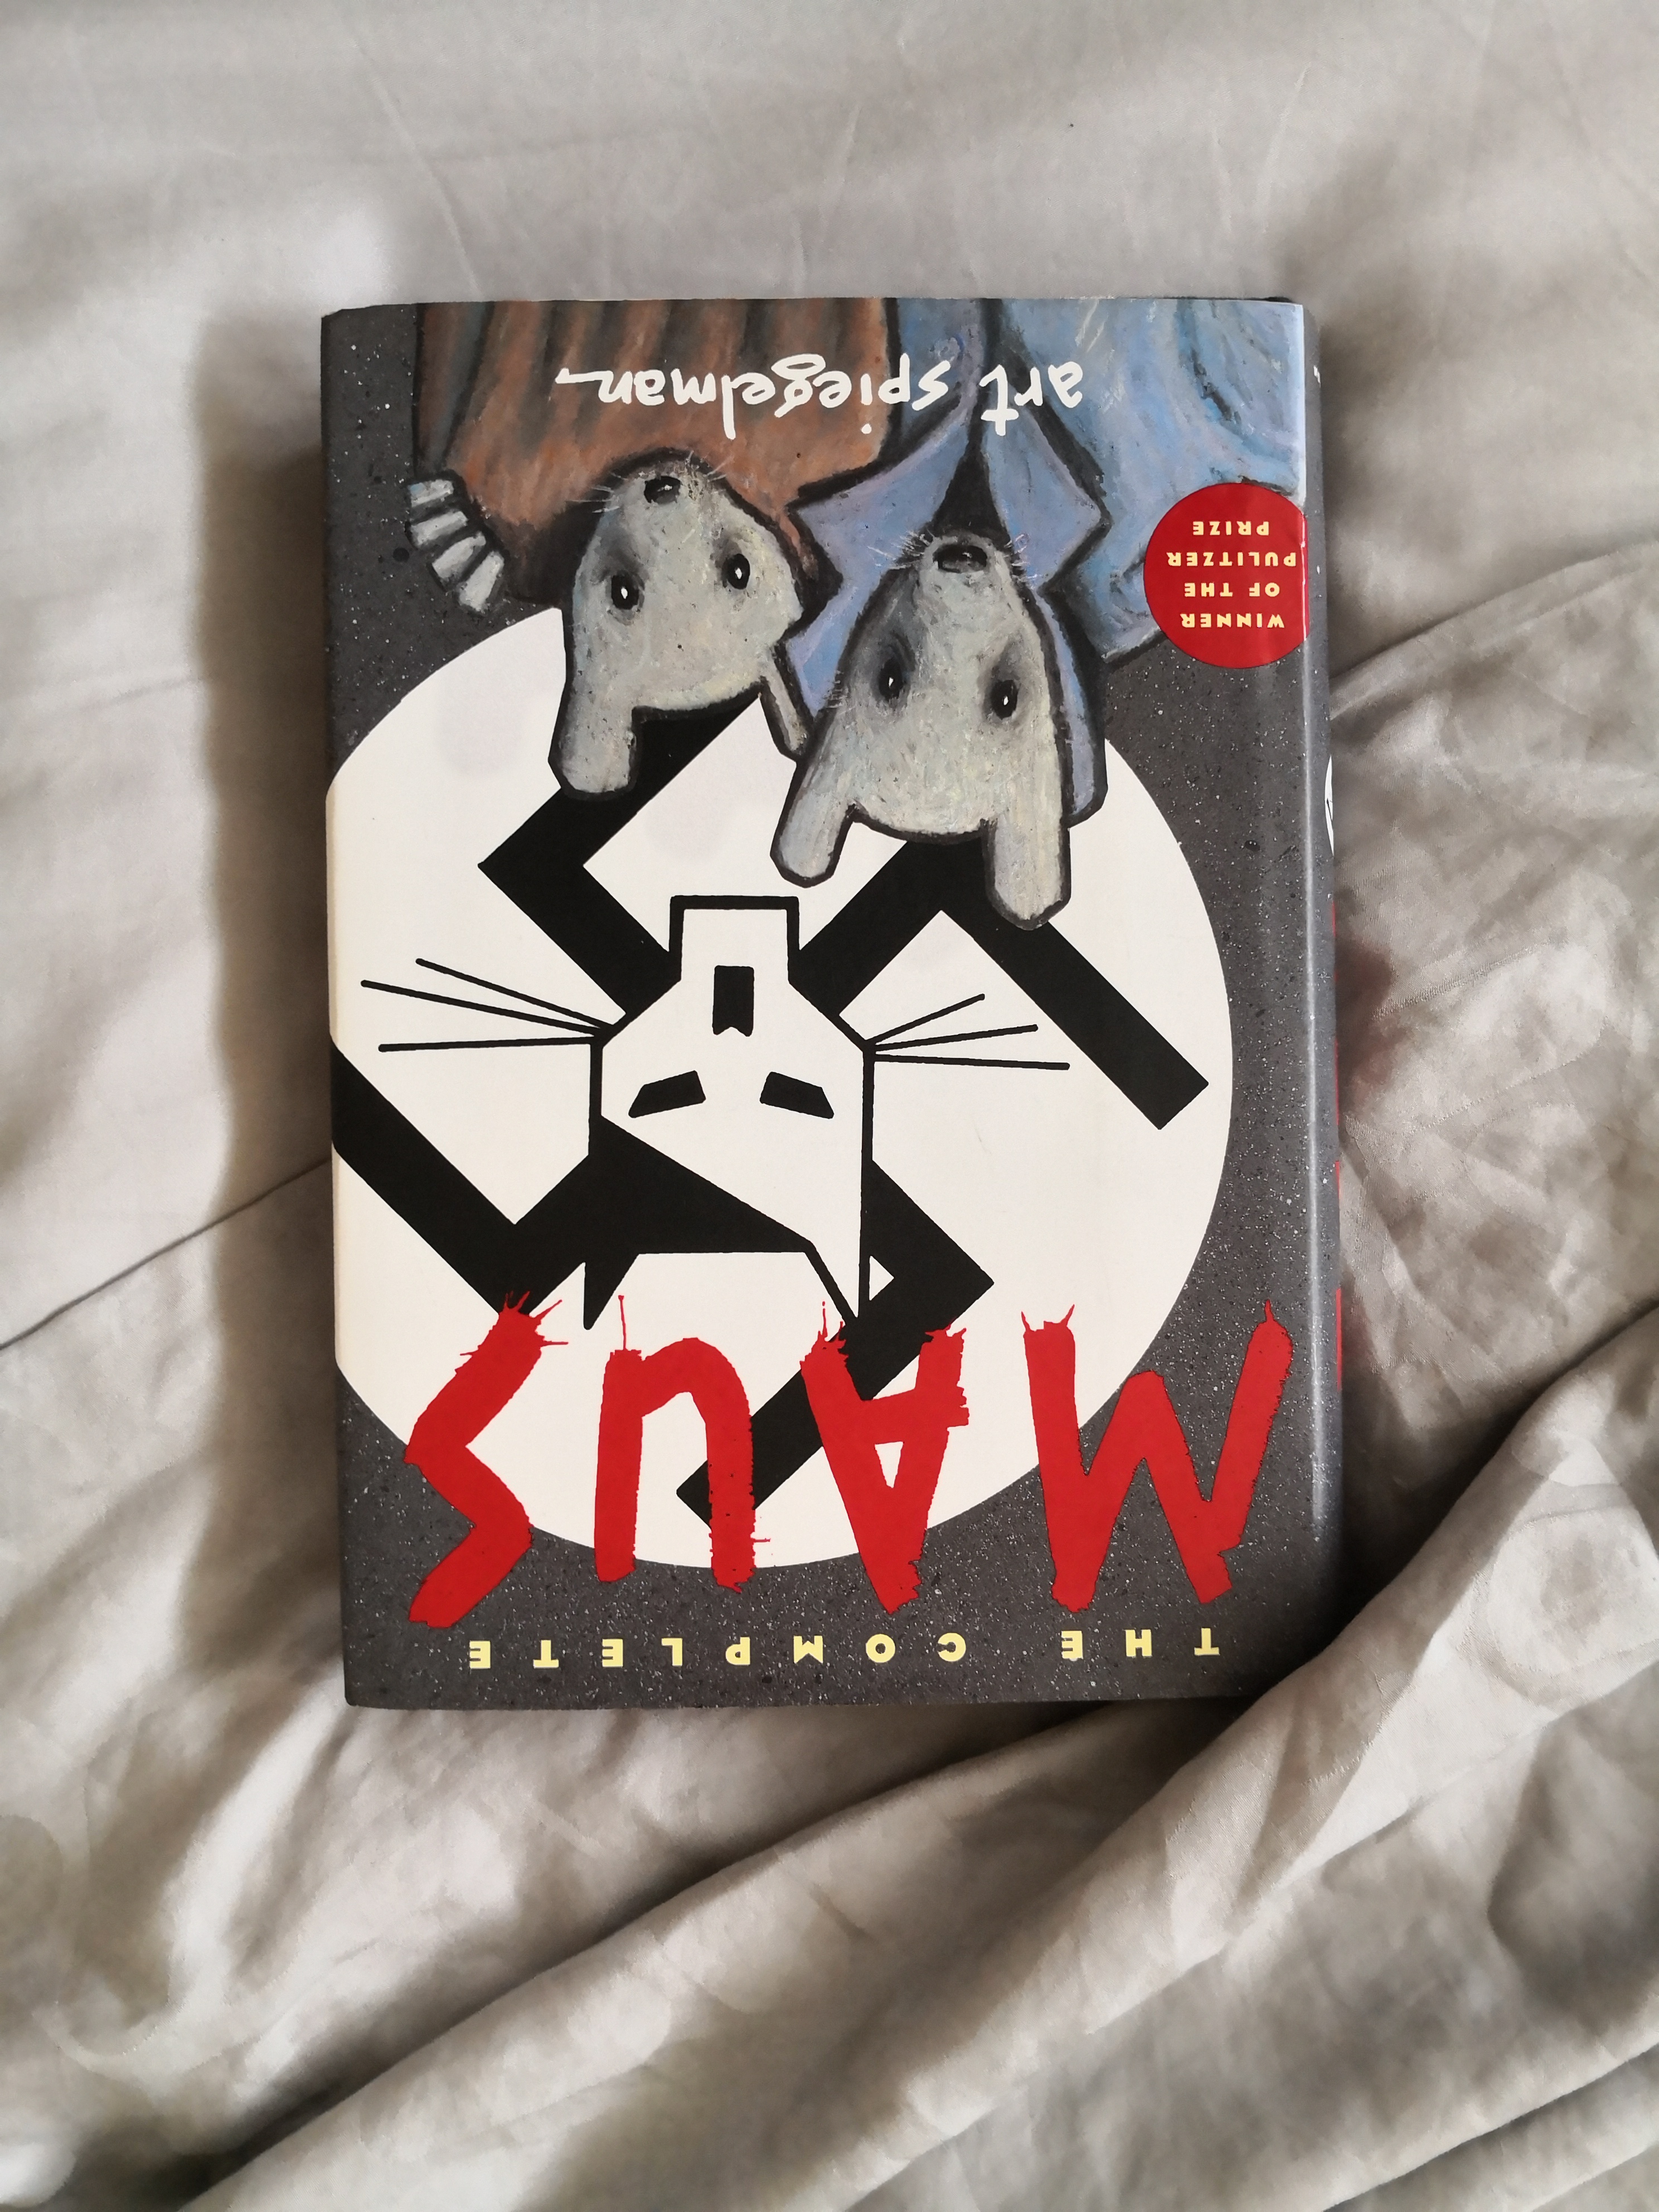 THE COMPLETE
MAUS
WINNER
OF THE
PULITZER
PRIZE
art spiegelman